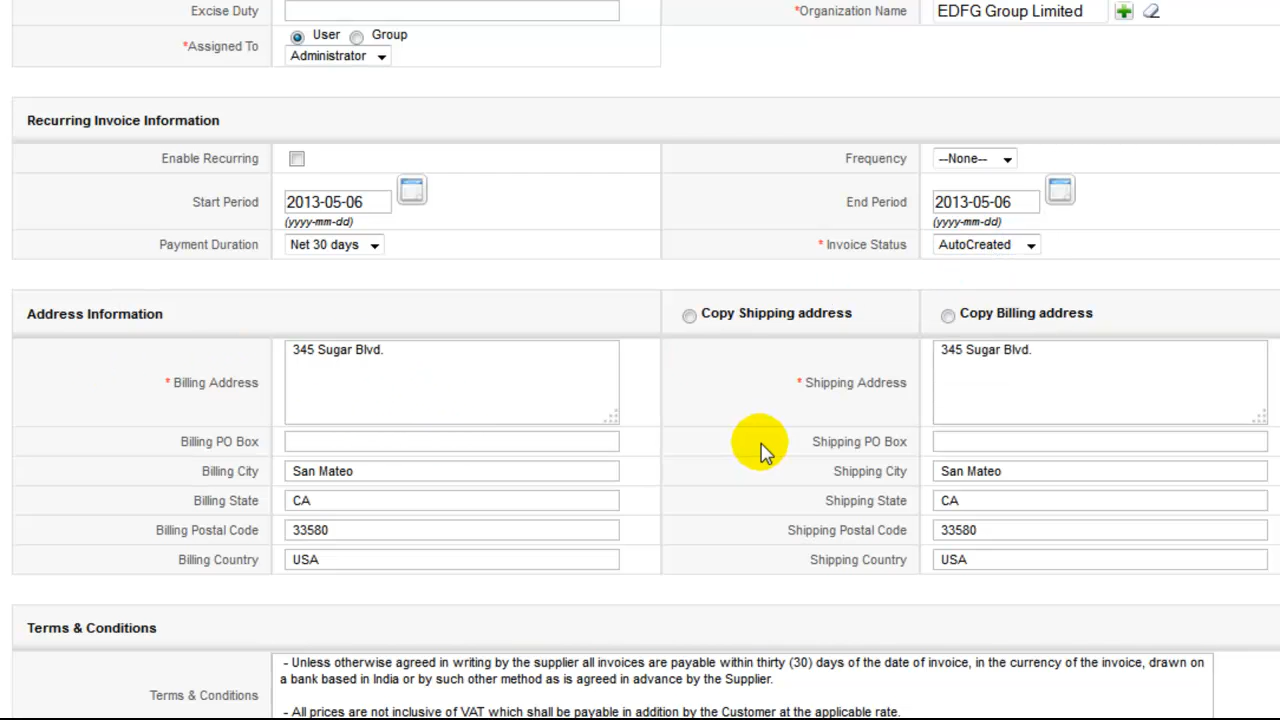 Excise Duty
*Organization Name EDFG Group Limited
*Assigned To User Group
Administrator
Recurring Invoice Information
Enable Recurring Frequency --None--
Start Period 2013-05-06 End Period 2013-05-06
(yyyy-mm-dd) (yyyy-mm-dd)
Payment Duration Net 30 days * Invoice Status AutoCreated
Address Information Copy Shipping address Copy Billing address
* Billing Address 345 Sugar Blvd. * Shipping Address 345 Sugar Blvd.
Billing PO Box Shipping PO Box
Billing City San Mateo Shipping City San Mateo
Billing State CA Shipping State CA
Billing Postal Code 33580 Shipping Postal Code 33580
Billing Country USA Shipping Country USA
Terms & Conditions
Terms & Conditions
- Unless otherwise agreed in writing by the supplier all invoices are payable within thirty (30) days of the date of invoice, in the currency of the invoice, drawn on
a bank based in India or by such other method as is agreed in advance by the Supplier.
- All prices are not inclusive of VAT which shall be payable in addition by the Customer at the applicable rate.